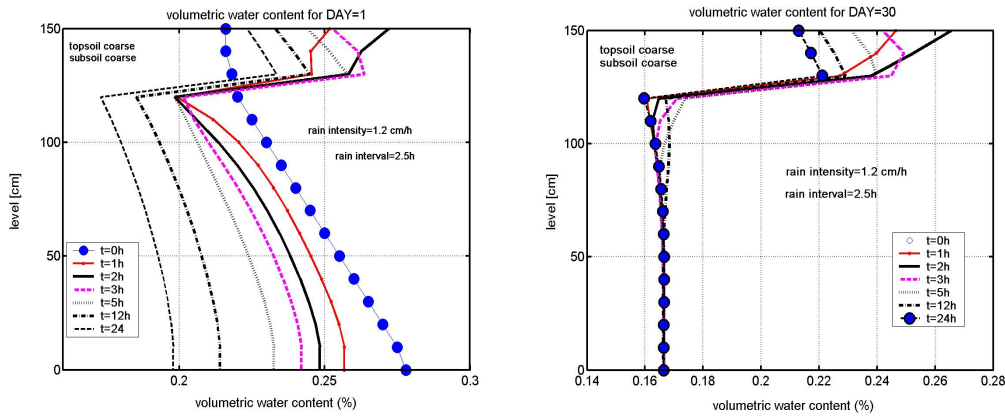 volumetric water content for DAY=1
150
topsoil coarse
subsoil coarse
rain intensity=1.2 cm/h
100
rain interval=2.5h
level [cm]
50
t=0h
t=1h
t=2h
t=3h
t=5h
t=12h
t=24
0
0.2
0.25
0.3
volumetric water content (%)
volumetric water content for DAY=30
150
topsoil coarse
subsoil coarse
100
rain intensity=1.2 cm/h
rain interval=2.5h
level [cm]
50
t=0h
t=1h
t=2h
t=3h
t=5h
t=12h
t=24h
0
0.14
0.16
0.18
0.2
0.22
0.24
0.26
0.28
volumetric water content (%)